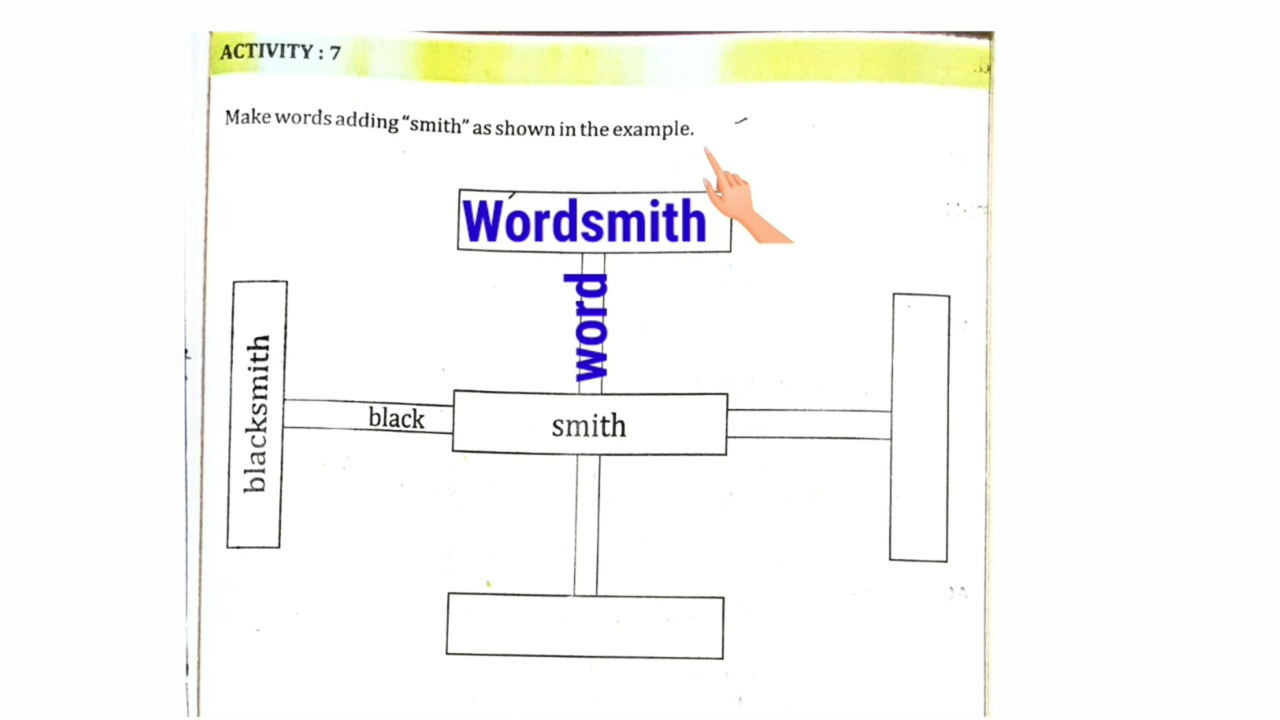 ACTIVITY : 7
Make words adding “smith” as shown in the example.
Wordsmith
word
blacksmith
black
smith